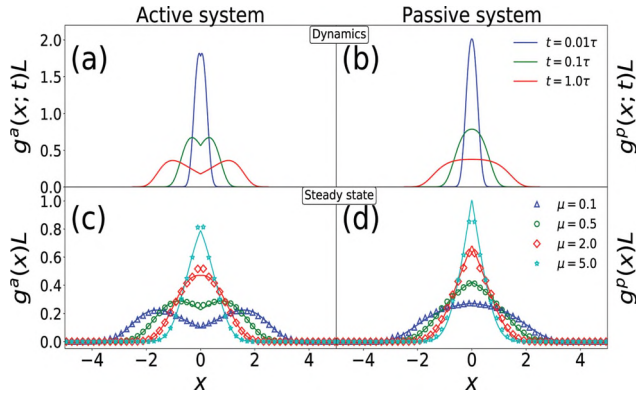 Active system
Passive system
Dynamics
(a)
(b)
t = 0.01τ
t = 0.1τ
t = 1.0τ
g^a(x; t)L
g^p(x; t)L
2.0
1.5
1.0
0.5
0.0
Steady state
(c)
(d)
μ = 0.1
μ = 0.5
μ = 2.0
μ = 5.0
g^a(x)L
g^p(x)L
1.0
0.8
0.6
0.4
0.2
0.0
−4 −2 0 2 4
−4 −2 0 2 4
x
x